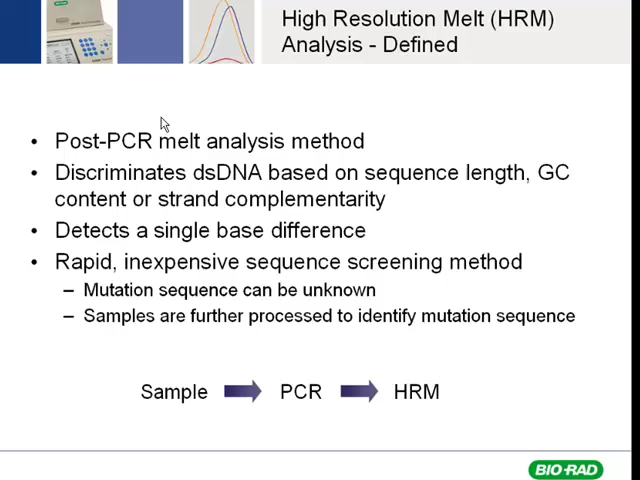 High Resolution Melt (HRM)
Analysis - Defined
• Post-PCR melt analysis method
• Discriminates dsDNA based on sequence length, GC
content or strand complementarity
• Detects a single base difference
• Rapid, inexpensive sequence screening method
– Mutation sequence can be unknown
– Samples are further processed to identify mutation sequence
Sample PCR HRM
BIO-RAD